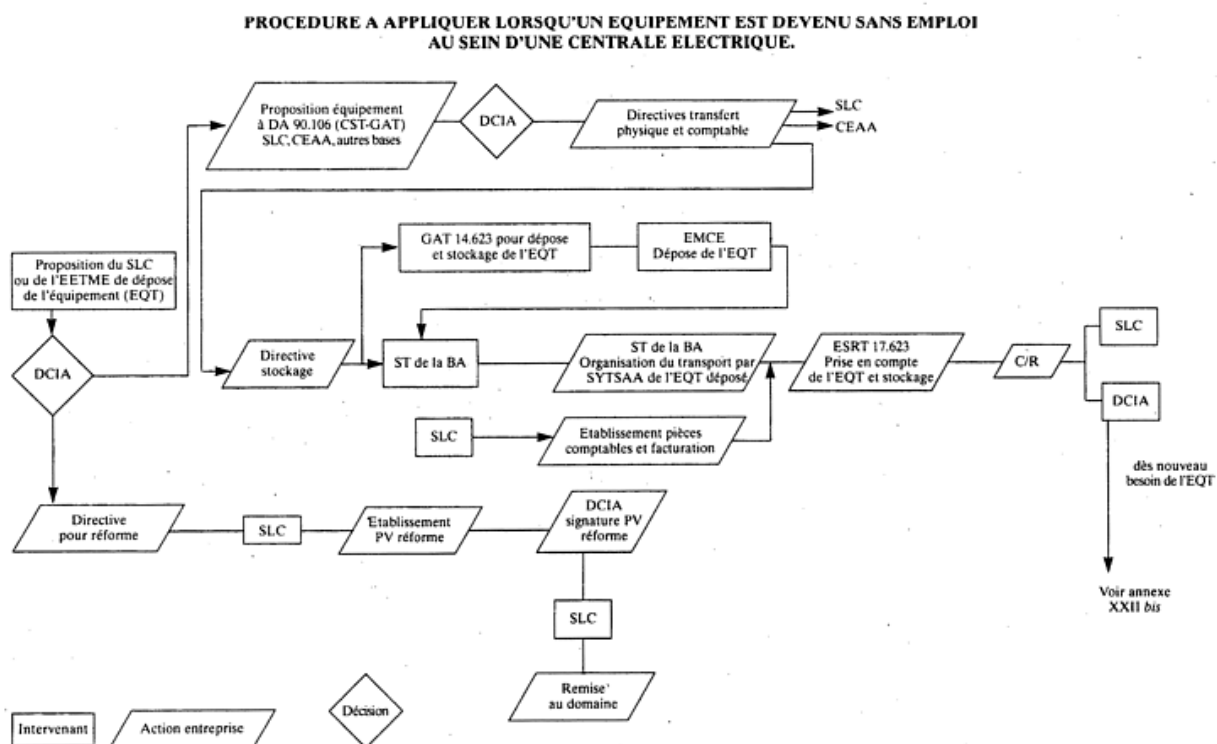 PROCEDURE A APPLIQUER LORSQU'UN EQUIPEMENT EST DEVENU SANS EMPLOI
AU SEIN D'UNE CENTRALE ELECTRIQUE.
Proposition équipement
à DA 90.106 (CST-GAT)
SLC, CEAA, autres bases
DCIA
Directives transfert
physique et comptable
SLC
CEAA
GAT 14.623 pour dépose
et stockage de l'EQT
EMCE
Dépose de l'EQT
Proposition du SLC
ou de l'EETME de dépose
de l'équipement (EQT)
DCIA
Directive
stockage
ST de la BA
ST de la BA
Organisation du transport par
SYTSAA de l'EQT déposé
ESRT 17.623
Prise en compte
de l'EQT et stockage
C/R
SLC
DCIA
SLC
Etablissement pièces
comptables et facturation
dès nouveau
besoin de l'EQT
Directive
pour réforme
SLC
Etablissement
PV réforme
DCIA
signature PV
réforme
Voir annexe
XXII bis
SLC
Remise
au domaine
Intervenant
Action entreprise
Décision